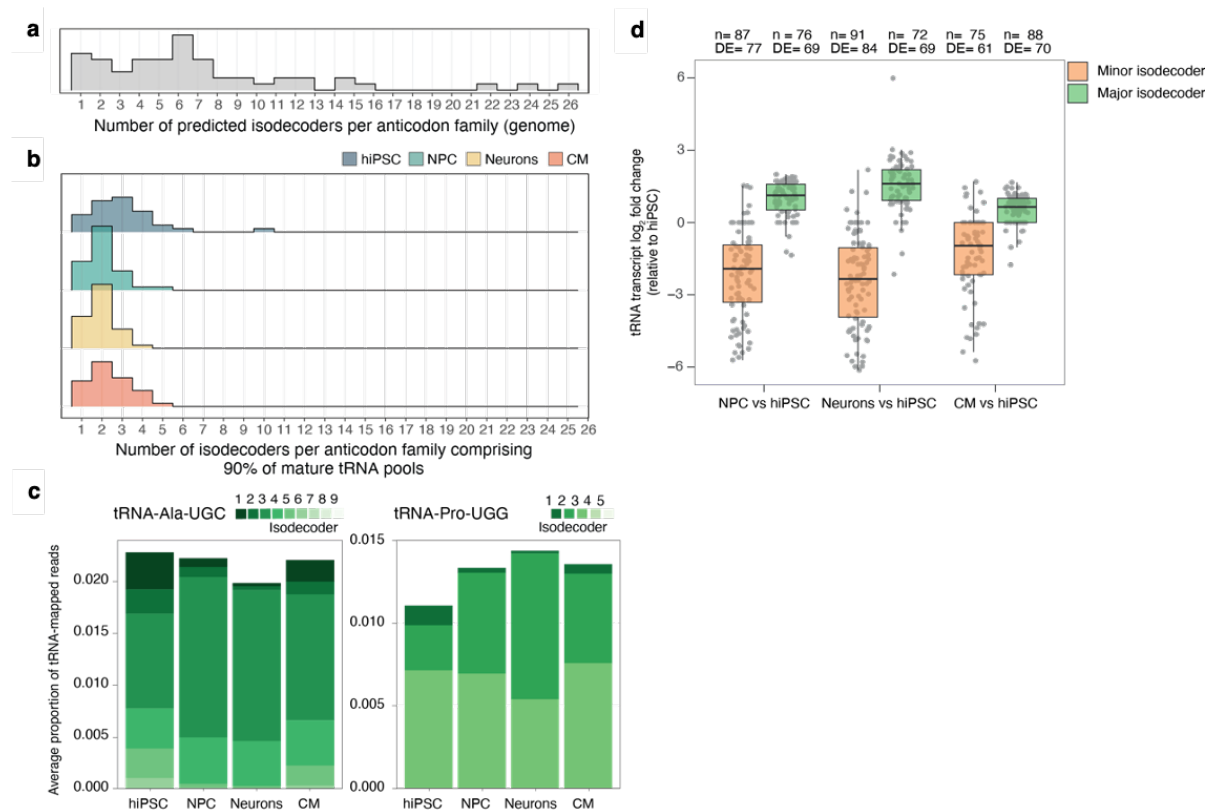 a
1 2 3 4 5 6 7 8 9 10 11 12 13 14 15 16 17 18 19 20 21 22 23 24 25 26
Number of predicted isodecoders per anticodon family (genome)
b
hiPSC NPC Neurons CM
1 2 3 4 5 6 7 8 9 10 11 12 13 14 15 16 17 18 19 20 21 22 23 24 25 26
Number of isodecoders per anticodon family comprising
90% of mature tRNA pools
c
tRNA-Ala-UGC
1 2 3 4 5 6 7 8 9
Isodecoder
Average proportion of tRNA-mapped reads
0.020
0.015
0.010
0.005
0.000
hiPSC NPC Neurons CM
tRNA-Pro-UGG
1 2 3 4 5
Isodecoder
0.015
0.010
0.005
0.000
hiPSC NPC Neurons CM
d
n= 87 n= 76 n= 91 n= 72 n= 75 n= 88
DE= 77 DE= 69 DE= 84 DE= 69 DE= 61 DE= 70
Minor isodecoder
Major isodecoder
tRNA transcript log2 fold change
(relative to hiPSC)
6
3
0
−3
−6
NPC vs hiPSC Neurons vs hiPSC CM vs hiPSC